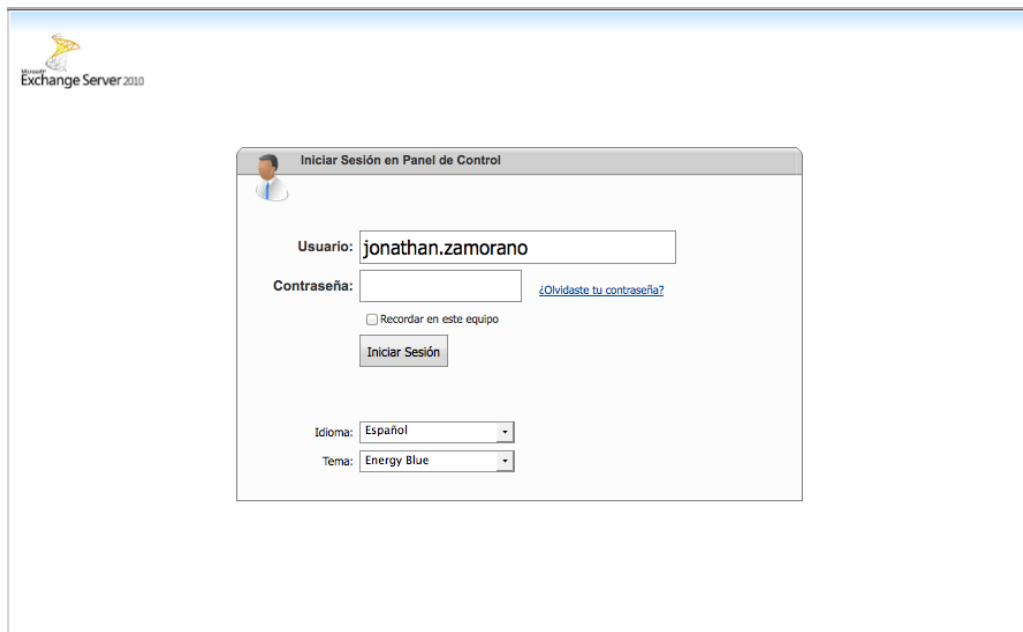 Microsoft
Exchange Server 2010
Iniciar Sesión en Panel de Control
Usuario: jonathan.zamorano
Contraseña:
¿Olvidaste tu contraseña?
Recordar en este equipo
Iniciar Sesión
Idioma: Español
Tema: Energy Blue